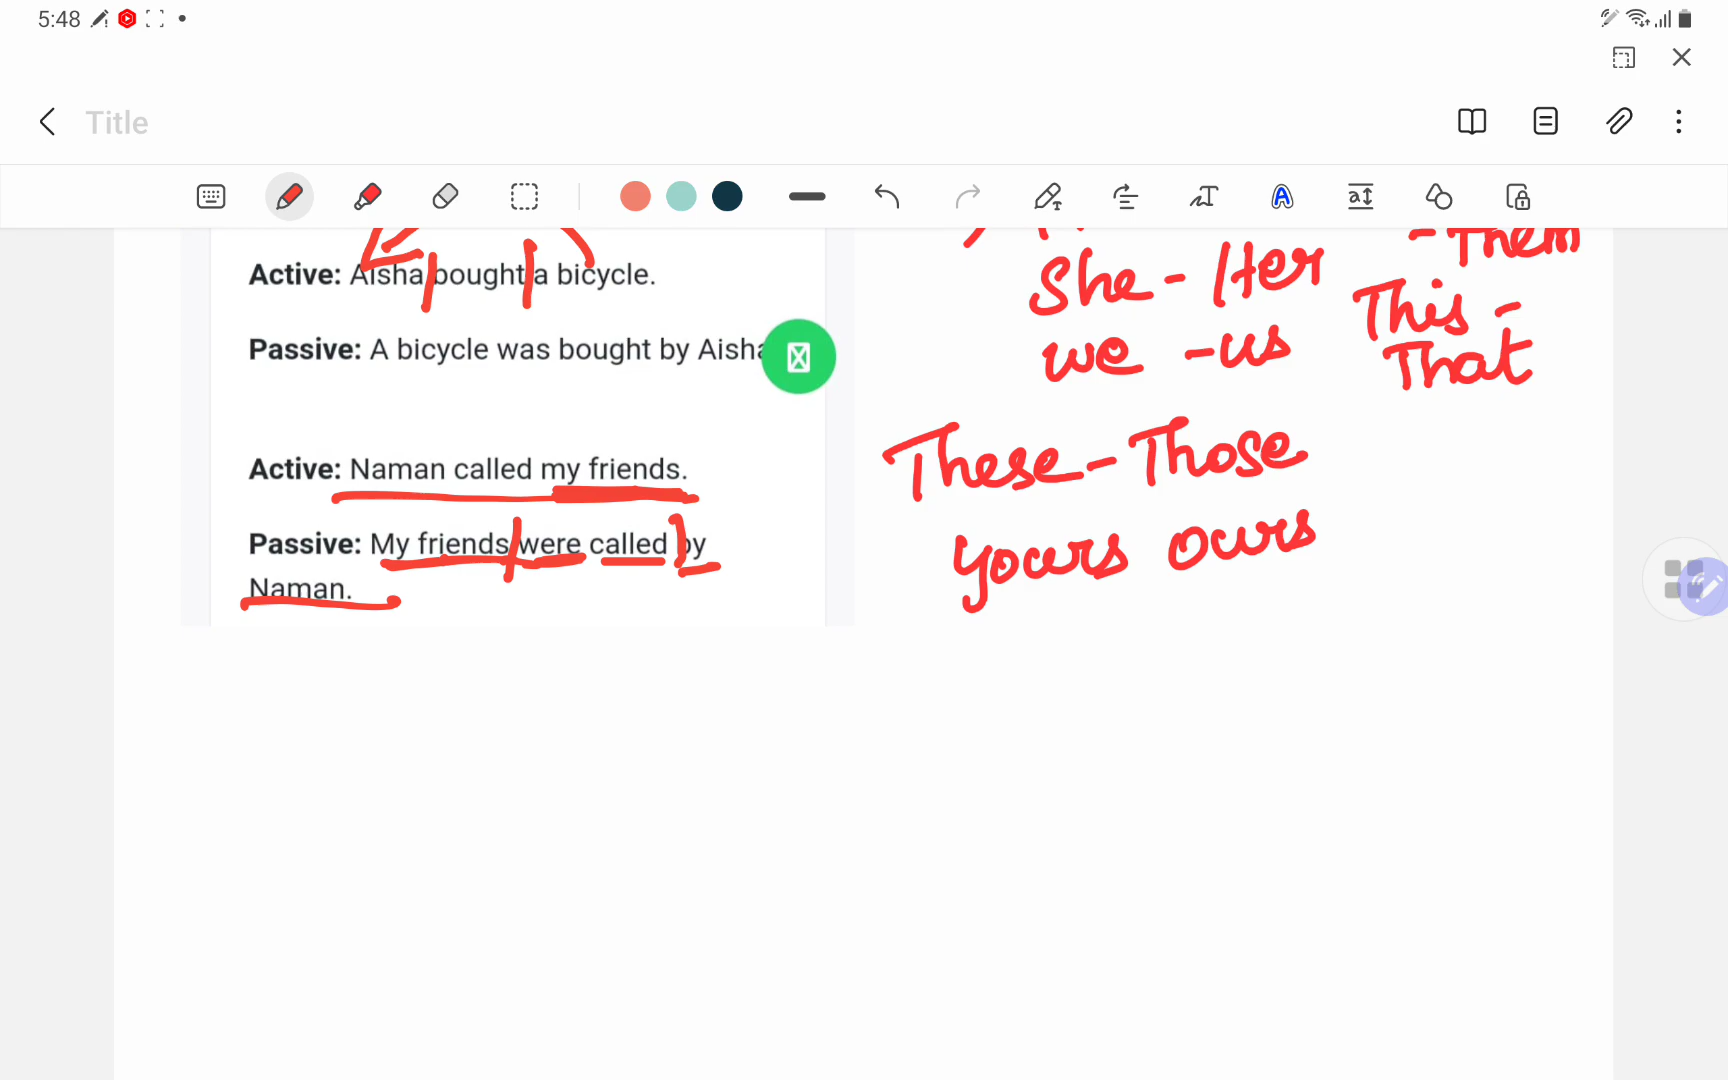 5:48
Title
Active: Aisha bought a bicycle.
Passive: A bicycle was bought by Aisha
Active: Naman called my friends.
Passive: My friends were called by
Naman.
- Them
She - Her
This -
That
we - us
These - Those
yours ours